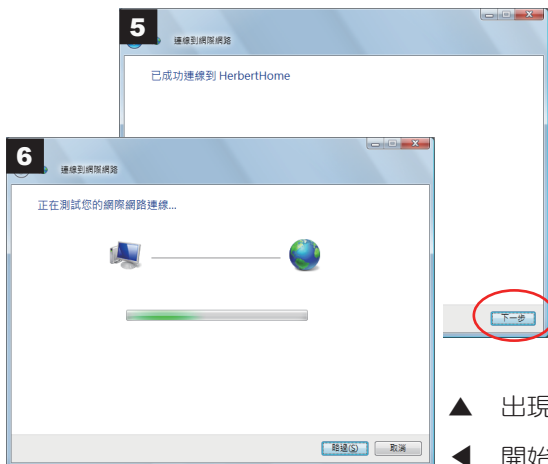 5
連線到網際網路
已成功連線到 HerbertHome
下一步
6
連線到網際網路
正在測試您的網際網路連線...
略過(S)
取消
▲ 出現
◀ 開始